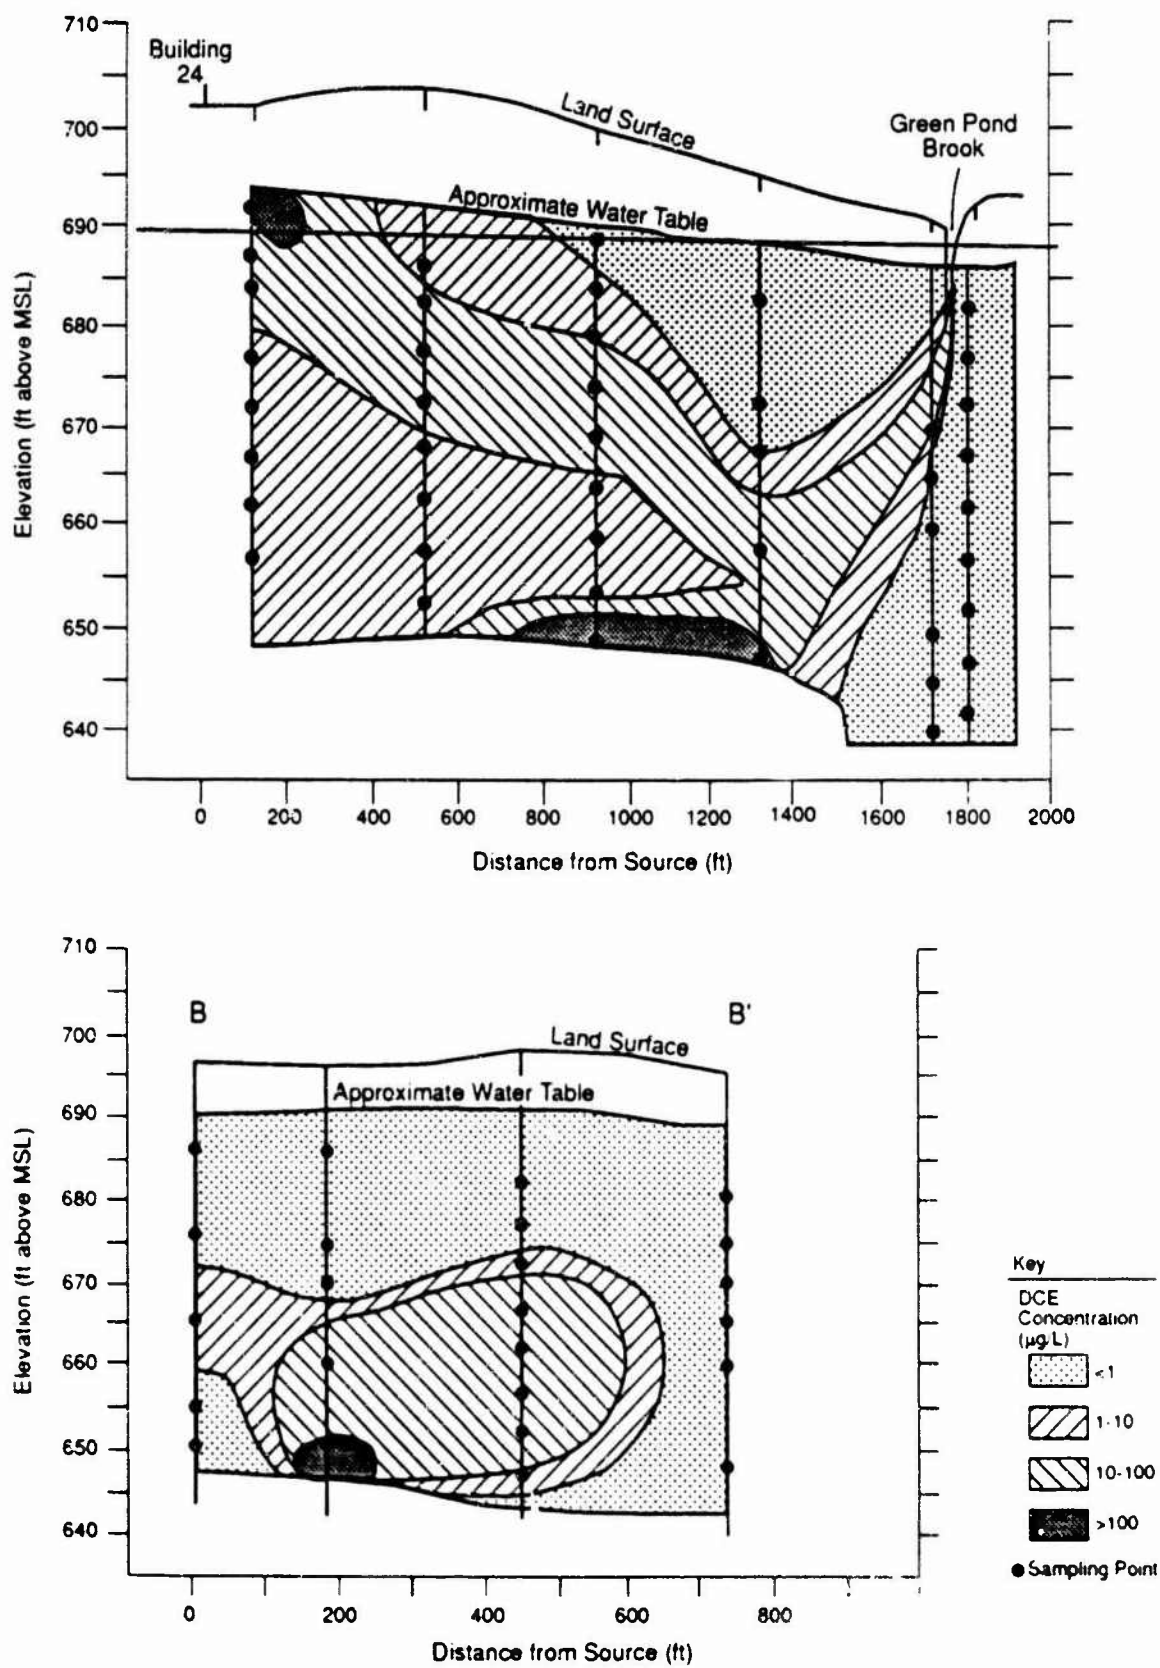 710
Building
24
Land Surface
Green Pond
Brook
700
Approximate Water Table
690
680
670
660
650
640
Elevation (ft above MSL)
0 200 400 600 800 1000 1200 1400 1600 1800 2000
Distance from Source (ft)
710
B
B'
700
Land Surface
Approximate Water Table
690
680
670
660
650
640
Elevation (ft above MSL)
0 200 400 600 800
Distance from Source (ft)
Key
DCE
Concentration
(µg/L)
<1
1-10
10-100
>100
Sampling Point